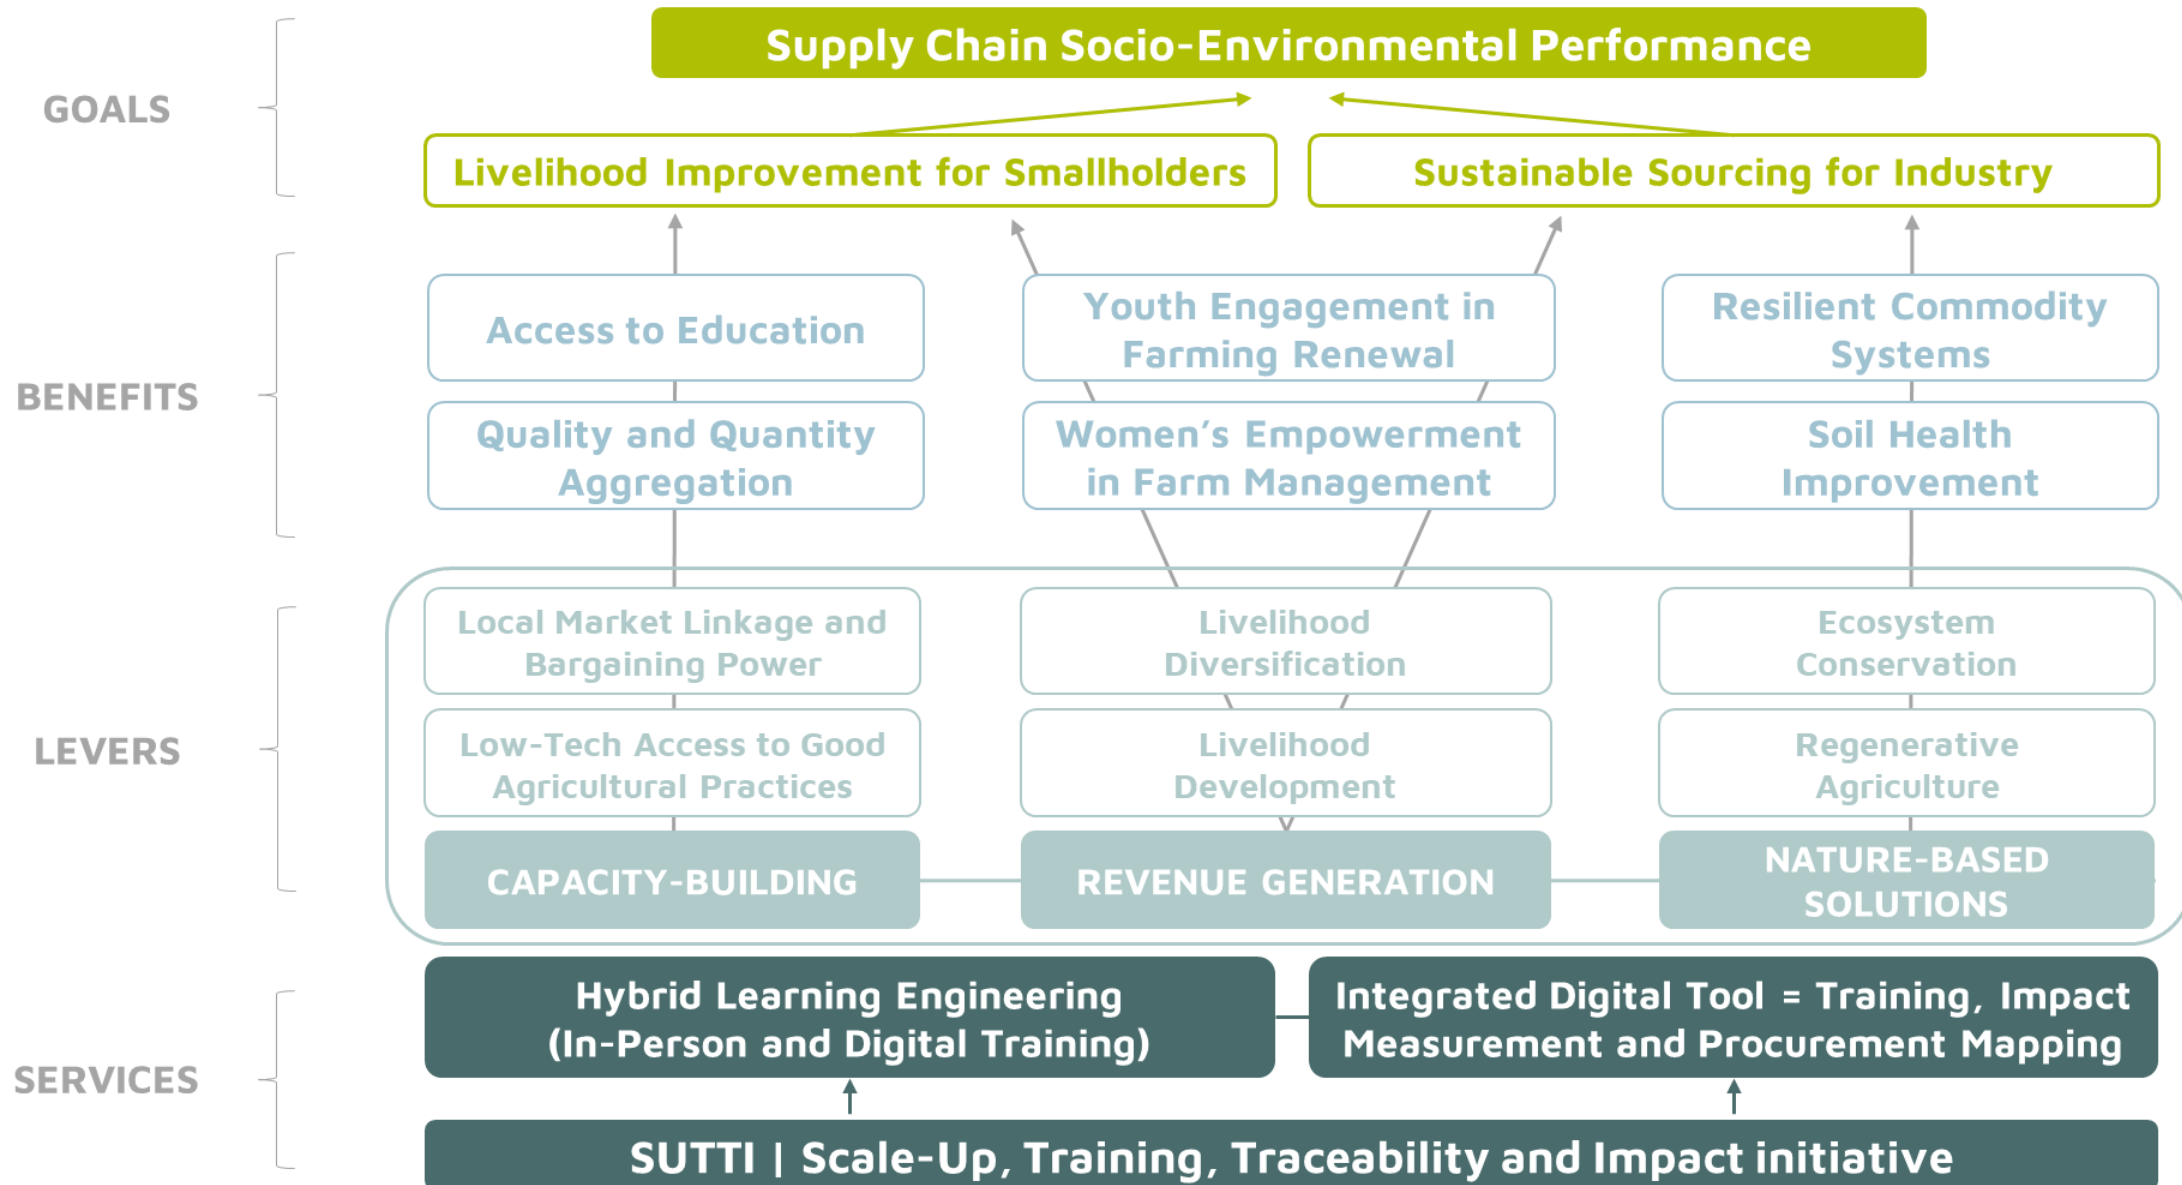 Supply Chain Socio-Environmental Performance
GOALS
Livelihood Improvement for Smallholders
Sustainable Sourcing for Industry
BENEFITS
Access to Education
Youth Engagement in
Farming Renewal
Resilient Commodity
Systems
Quality and Quantity
Aggregation
Women’s Empowerment
in Farm Management
Soil Health
Improvement
LEVERS
Local Market Linkage and
Bargaining Power
Livelihood
Diversification
Ecosystem
Conservation
Low-Tech Access to Good
Agricultural Practices
Livelihood
Development
Regenerative
Agriculture
CAPACITY-BUILDING
REVENUE GENERATION
NATURE-BASED
SOLUTIONS
SERVICES
Hybrid Learning Engineering
(In-Person and Digital Training)
Integrated Digital Tool = Training, Impact
Measurement and Procurement Mapping
SUTTI | Scale-Up, Training, Traceability and Impact initiative